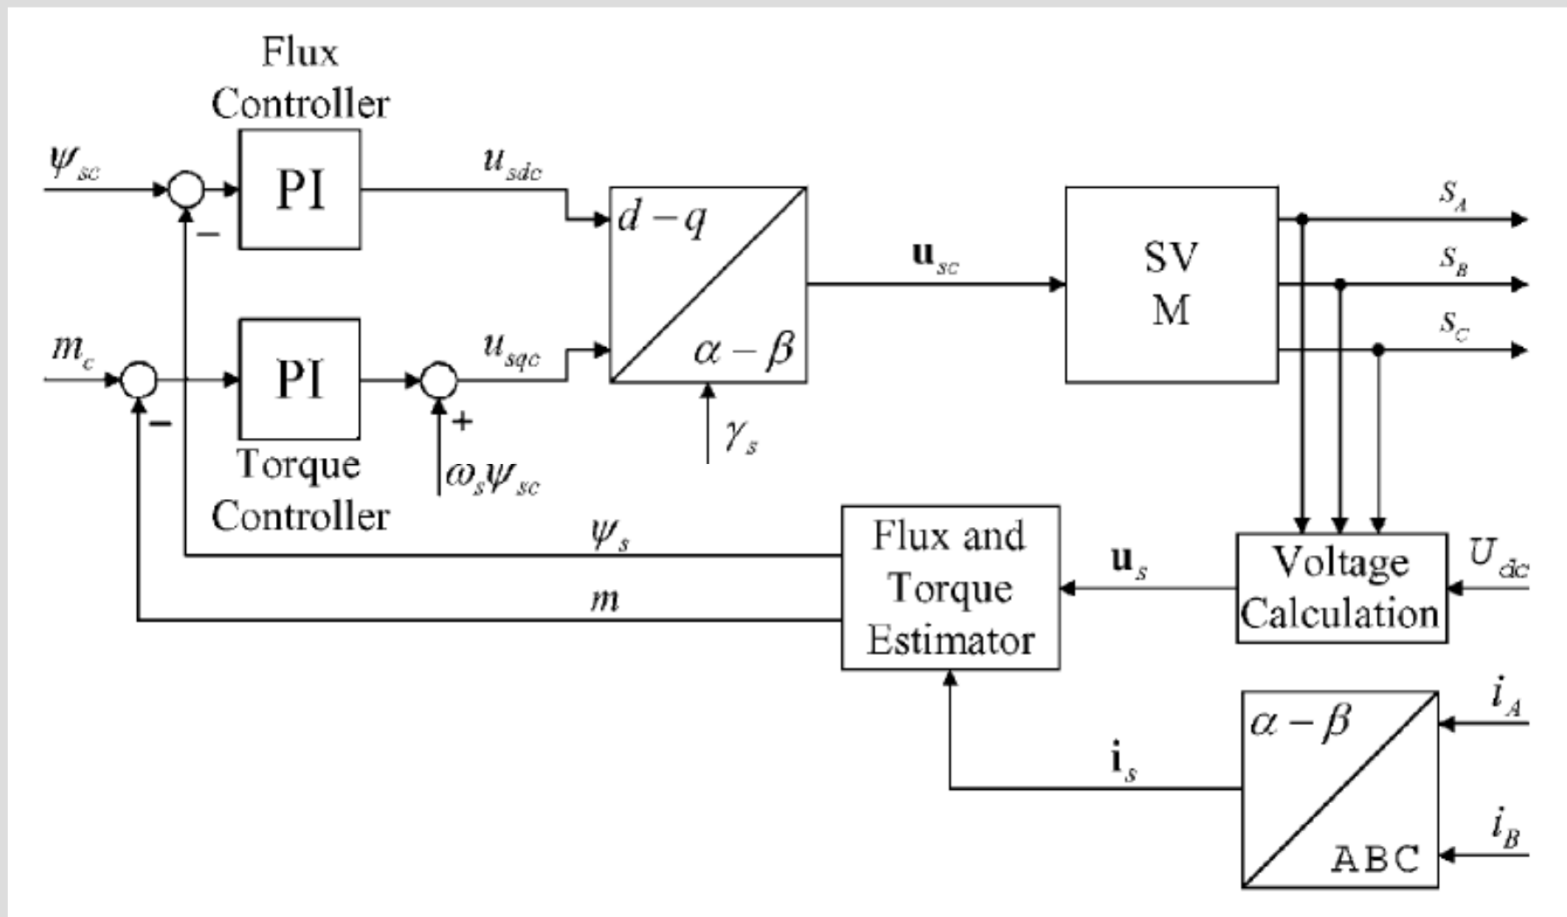 Flux
Controller
ψsc
PI
usdc
−
d − q
α − β
usc
SV
M
SA
SB
SC
mc
PI
usqc
−
+
Torque
Controller
ωsψsc
γs
ψs
m
Flux and
Torque
Estimator
us
Voltage
Calculation
Udc
is
α − β
ABC
iA
iB